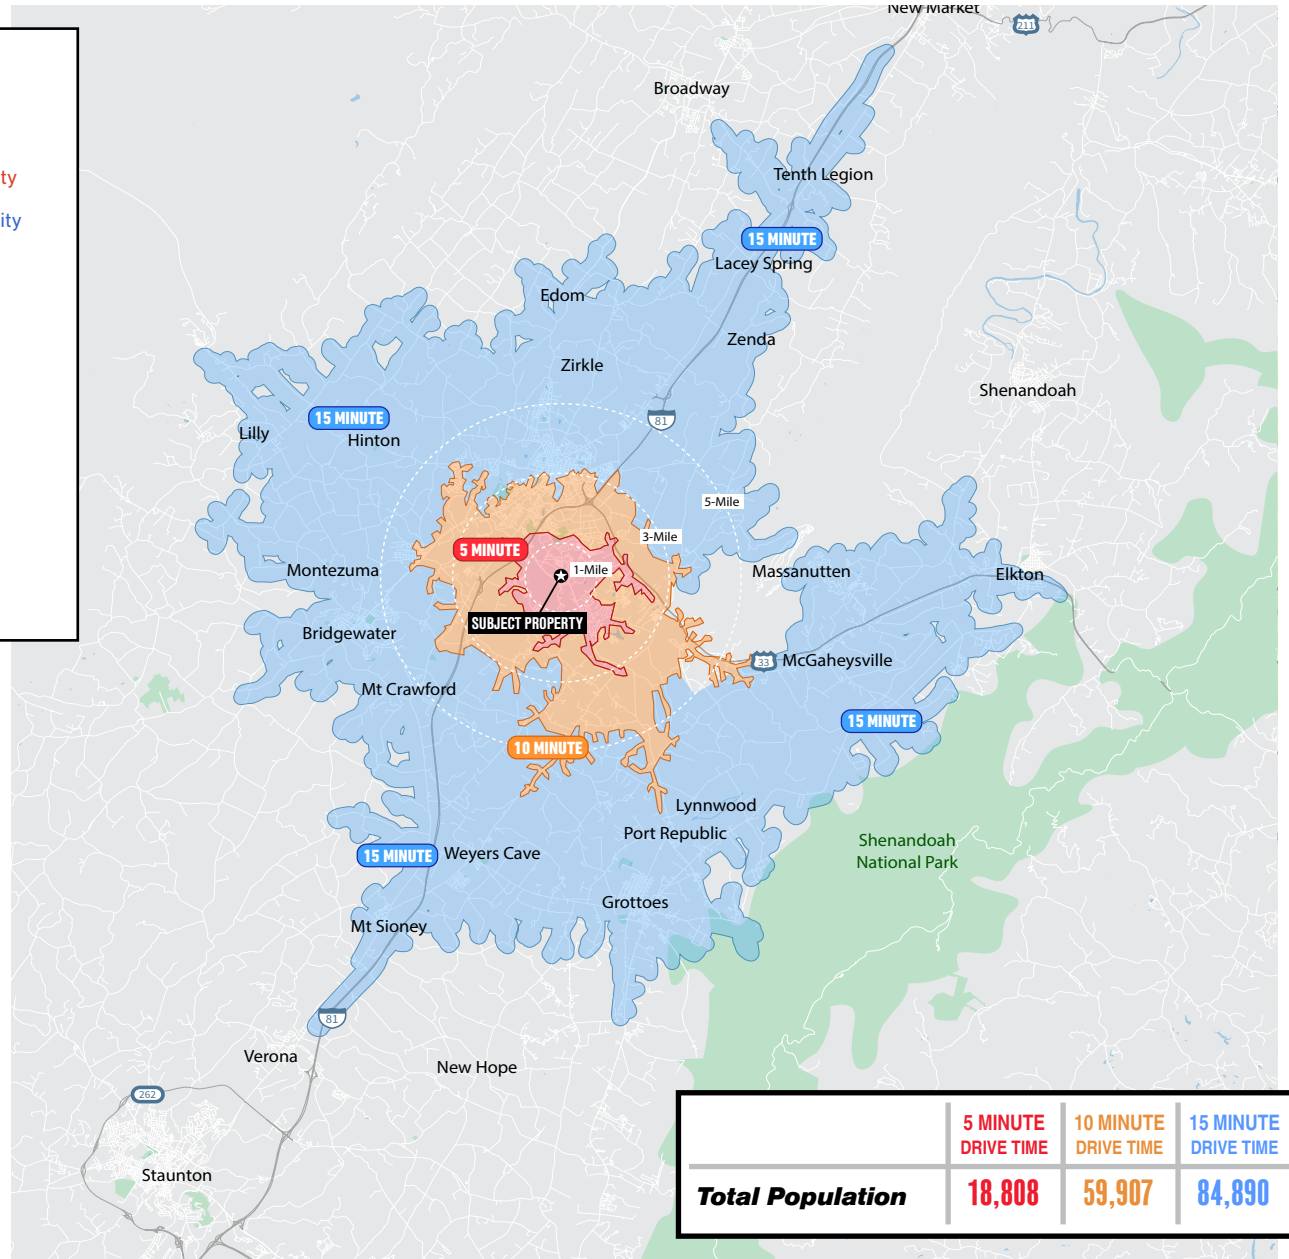 New Market
211
Broadway
ty
Tenth Legion
ity
15 MINUTE
Lacey Spring
Edom
Zenda
Zirkle
Shenandoah
15 MINUTE
81
Lilly
Hinton
5-Mile
3-Mile
5 MINUTE
1-Mile
Montezuma
Massanutten
Elkton
SUBJECT PROPERTY
Bridgewater
33
McGaheysville
Mt Crawford
15 MINUTE
10 MINUTE
Lynnwood
Port Republic
Shenandoah
National Park
15 MINUTE
Weyers Cave
Grottoes
Mt Sioney
81
Verona
New Hope
262
Staunton
5 MINUTE
DRIVE TIME
10 MINUTE
DRIVE TIME
15 MINUTE
DRIVE TIME
Total Population
18,808
59,907
84,890